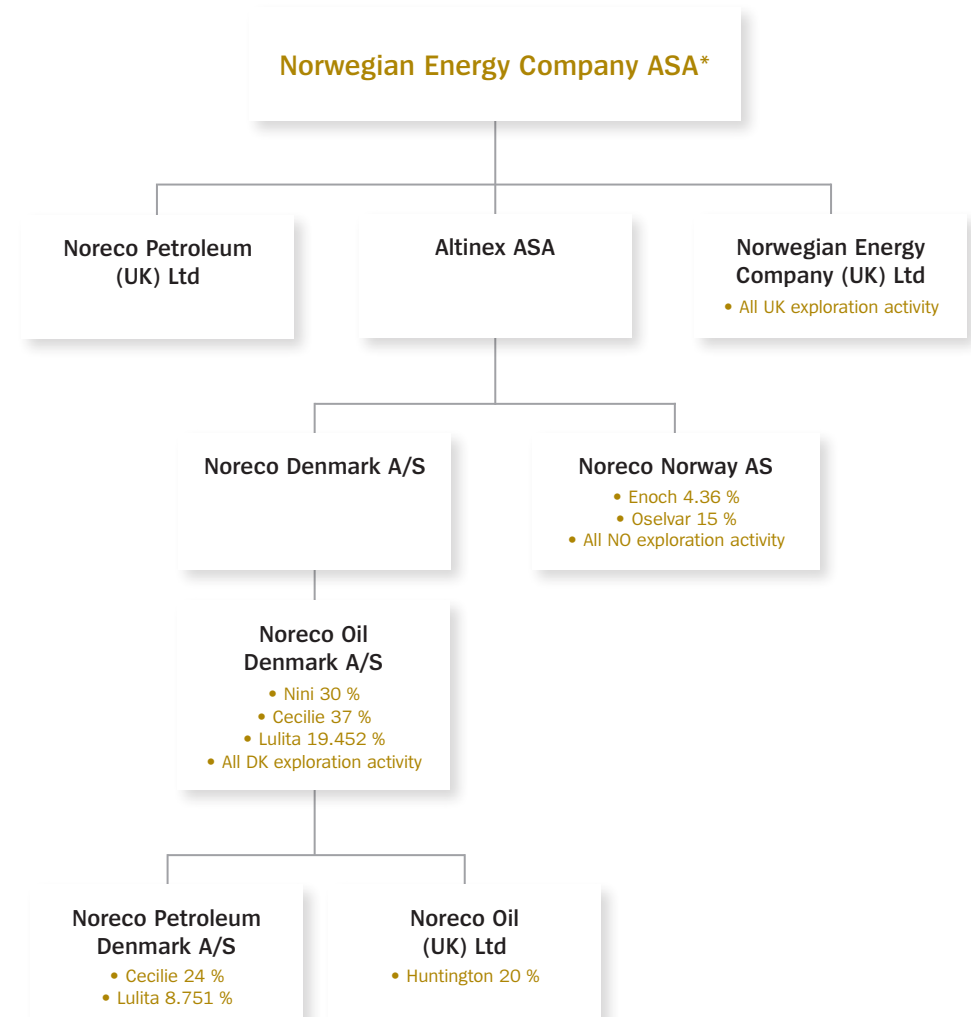 Norwegian Energy Company ASA*
Noreco Petroleum
(UK) Ltd
Altinex ASA
Norwegian Energy
Company (UK) Ltd
• All UK exploration activity
Noreco Denmark A/S
Noreco Norway AS
• Enoch 4.36 %
• Oselvar 15 %
• All NO exploration activity
Noreco Oil
Denmark A/S
• Nini 30 %
• Cecilie 37 %
• Lulita 19.452 %
• All DK exploration activity
Noreco Petroleum
Denmark A/S
• Cecilie 24 %
• Lulita 8.751 %
Noreco Oil
(UK) Ltd
• Huntington 20 %